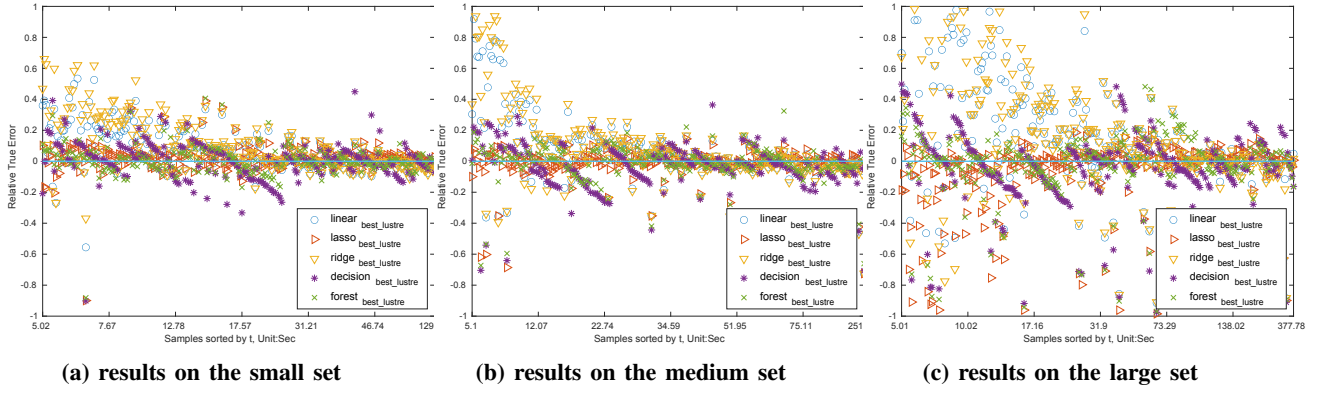 1
0.8
0.6
0.4
0.2
0
-0.2
-0.4
-0.6
-0.8
-1
Relative True Error
5.02 7.67 12.78 17.57 31.21 46.74 129
Samples sorted by t, Unit:Sec
linear best_lustre
lasso best_lustre
ridge best_lustre
decision best_lustre
forest best_lustre
(a) results on the small set
1
0.8
0.6
0.4
0.2
0
-0.2
-0.4
-0.6
-0.8
-1
Relative True Error
5.1 12.07 22.74 34.59 51.95 75.11 251
Samples sorted by t, Unit:Sec
linear best_lustre
lasso best_lustre
ridge best_lustre
decision best_lustre
forest best_lustre
(b) results on the medium set
1
0.8
0.6
0.4
0.2
0
-0.2
-0.4
-0.6
-0.8
-1
Relative True Error
5.01 10.02 17.16 31.9 73.29 138.02 377.78
Samples sorted by t, Unit:Sec
linear best_lustre
lasso best_lustre
ridge best_lustre
decision best_lustre
forest best_lustre
(c) results on the large set